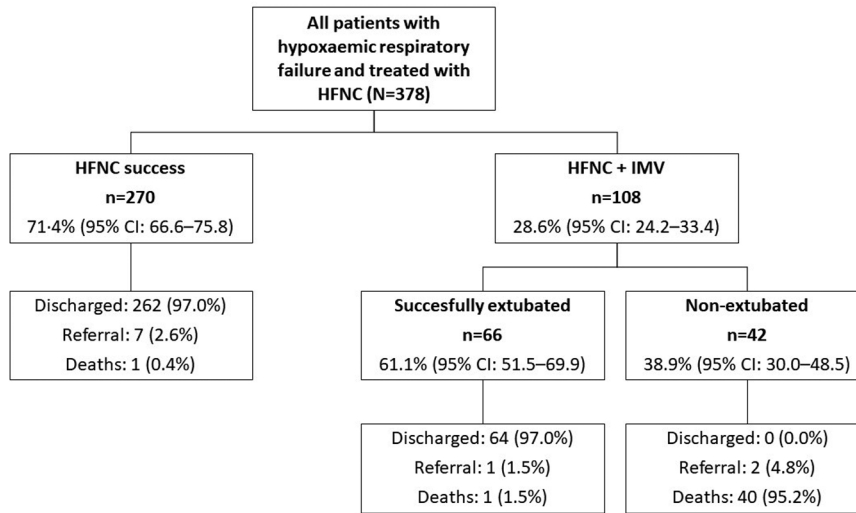 All patients with
hypoxaemic respiratory
failure and treated with
HFNC (N=378)
HFNC success
n=270
71·4% (95% CI: 66.6–75.8)
HFNC + IMV
n=108
28.6% (95% CI: 24.2–33.4)
Discharged: 262 (97.0%)
Referral: 7 (2.6%)
Deaths: 1 (0.4%)
Succesfully extubated
n=66
61.1% (95% CI: 51.5–69.9)
Non-extubated
n=42
38.9% (95% CI: 30.0–48.5)
Discharged: 64 (97.0%)
Referral: 1 (1.5%)
Deaths: 1 (1.5%)
Discharged: 0 (0.0%)
Referral: 2 (4.8%)
Deaths: 40 (95.2%)